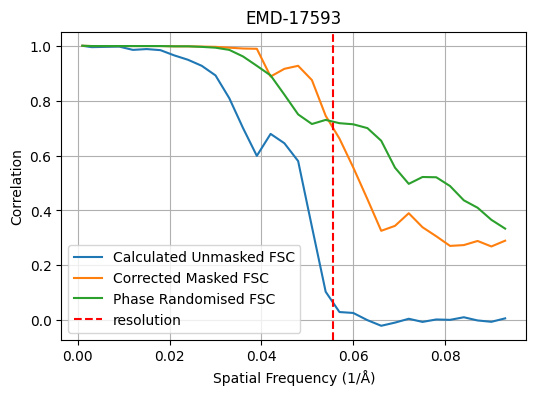 EMD-17593
1.0
0.8
0.6
0.4
0.2
0.0
Correlation
Calculated Unmasked FSC
Corrected Masked FSC
Phase Randomised FSC
resolution
0.00 0.02 0.04 0.06 0.08
Spatial Frequency (1/Å)